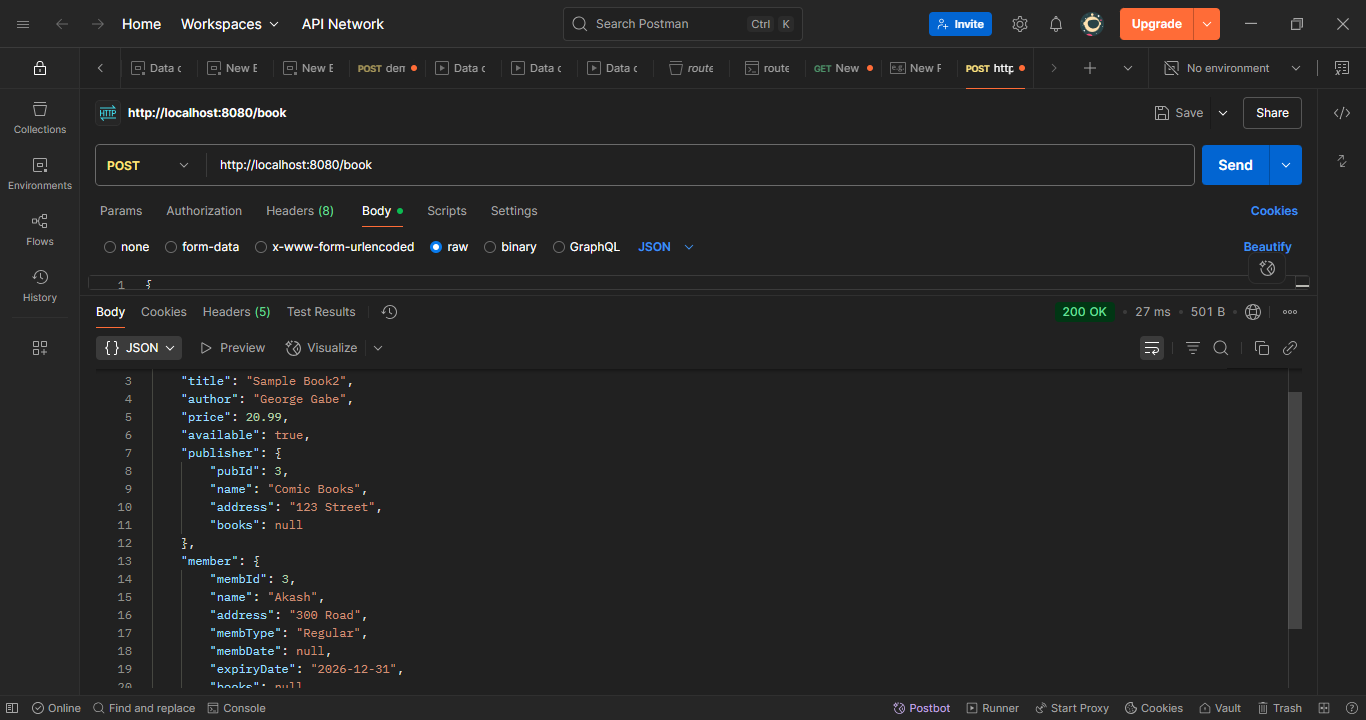 Home Workspaces API Network Search Postman Ctrl K Invite Upgrade
Data c New E New E POST den Data c Data c Data c route route GET New New F POST http No environment
HTTP http://localhost:8080/book Save Share
POST http://localhost:8080/book Send
Params Authorization Headers (8) Body Scripts Settings Cookies
none form-data x-www-form-urlencoded raw binary GraphQL JSON Beautify
1 {
Body Cookies Headers (5) Test Results 200 OK 27 ms 501 B
{} JSON Preview Visualize
3 "title": "Sample Book2",
4 "author": "George Gabe",
5 "price": 20.99,
6 "available": true,
7 "publisher": {
8 "pubId": 3,
9 "name": "Comic Books",
10 "address": "123 Street",
11 "books": null
12 },
13 "member": {
14 "membId": 3,
15 "name": "Akash",
16 "address": "300 Road",
17 "membType": "Regular",
18 "membDate": null,
19 "expiryDate": "2026-12-31",
20 "books": null
Collections
Environments
Flows
History
Online Find and replace Console Postbot Runner Start Proxy Cookies Vault Trash